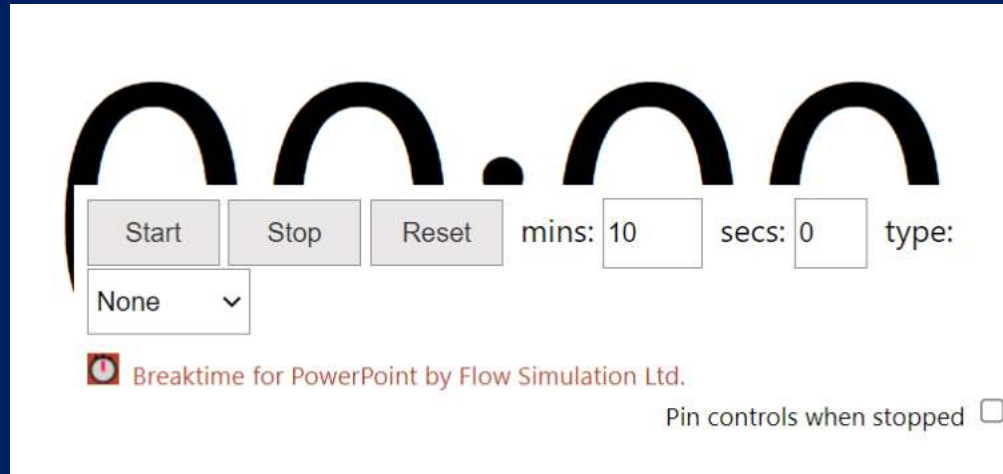 00:00
Start Stop Reset mins: 10 secs: 0 type:
None
Breaktime for PowerPoint by Flow Simulation Ltd.
Pin controls when stopped